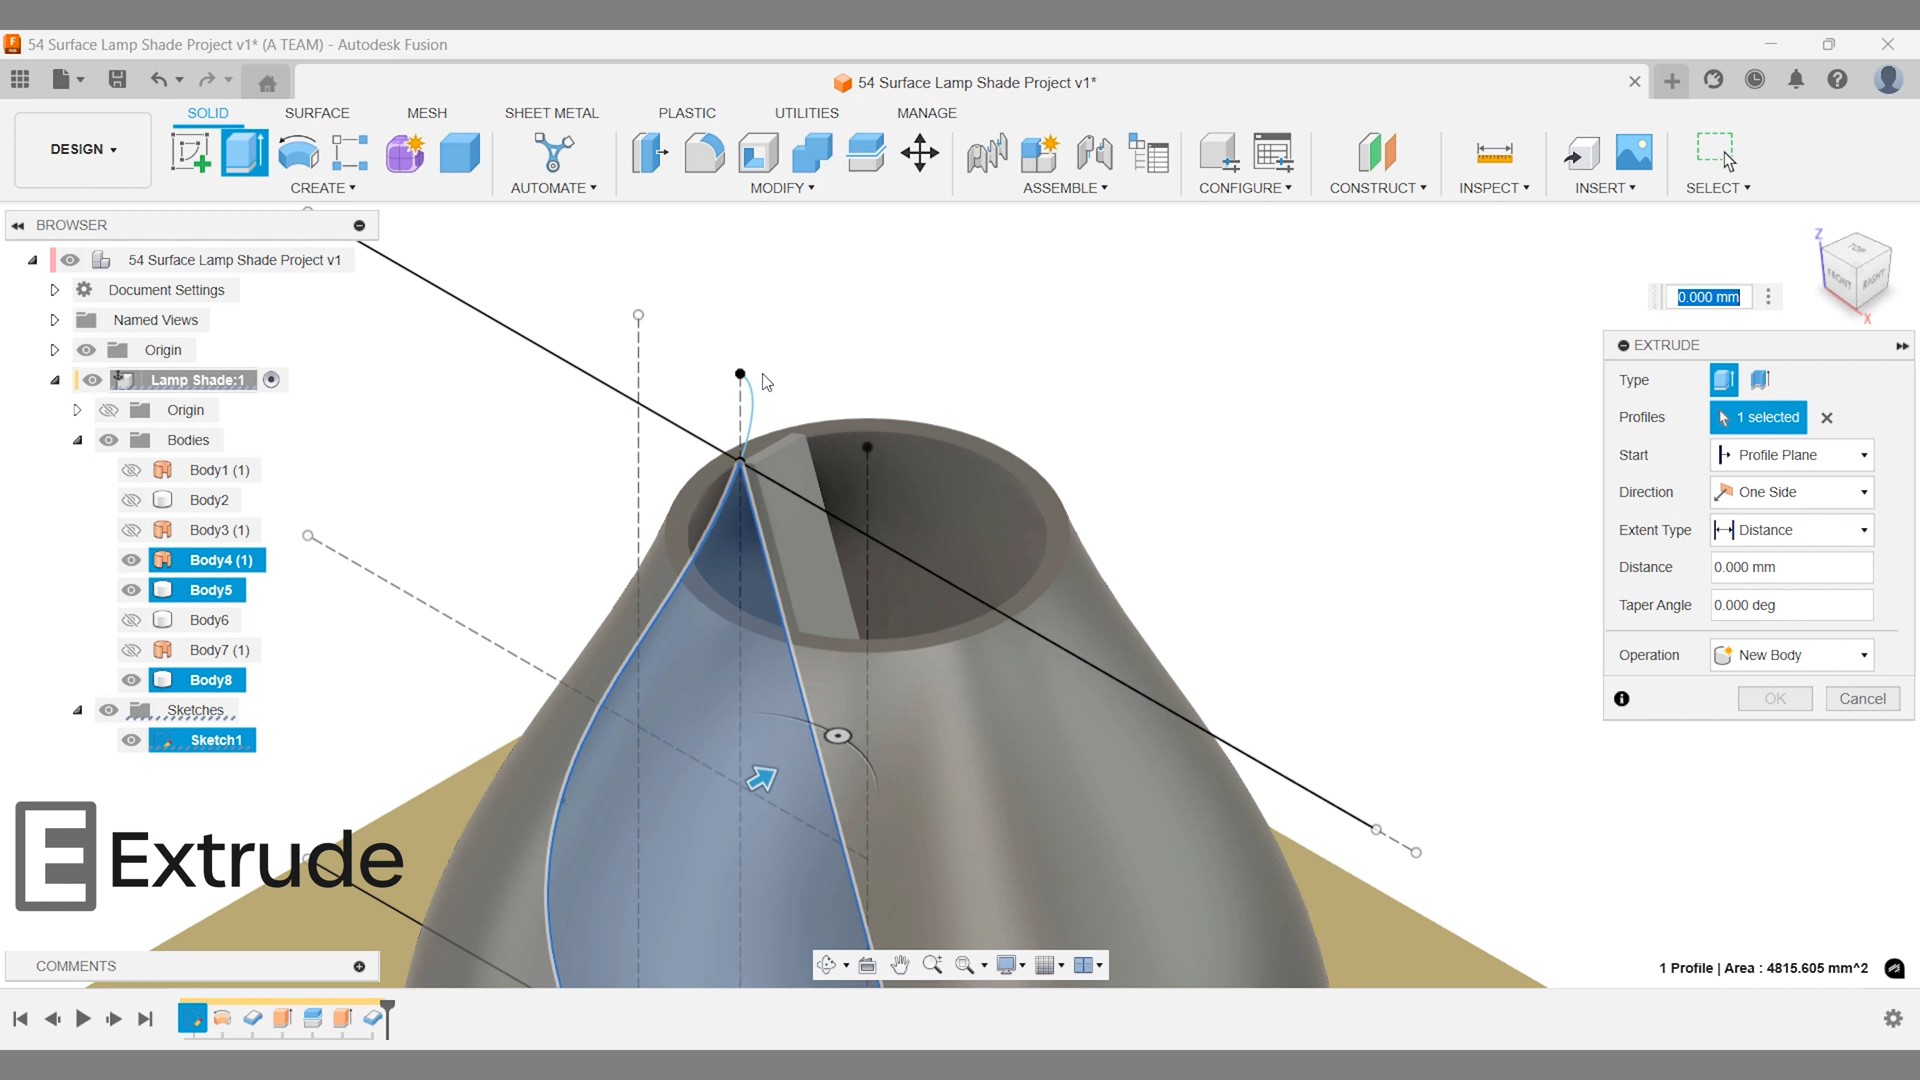 54 Surface Lamp Shade Project v1* (A TEAM) - Autodesk Fusion
54 Surface Lamp Shade Project v1*
SOLID SURFACE MESH SHEET METAL PLASTIC UTILITIES MANAGE
DESIGN
CREATE AUTOMATE MODIFY ASSEMBLE CONFIGURE CONSTRUCT INSPECT INSERT SELECT
BROWSER
54 Surface Lamp Shade Project v1
Document Settings
Named Views
Origin
Lamp Shade:1
Origin
Bodies
Body1 (1)
Body2
Body3 (1)
Body4 (1)
Body5
Body6
Body7 (1)
Body8
Sketches
Sketch1
Z
TOP
FRONT
RIGHT
X
0.000 mm
EXTRUDE
Type
Profiles 1 selected
Start Profile Plane
Direction One Side
Extent Type Distance
Distance 0.000 mm
Taper Angle 0.000 deg
Operation New Body
OK Cancel
E Extrude
COMMENTS
1 Profile | Area : 4815.605 mm^2